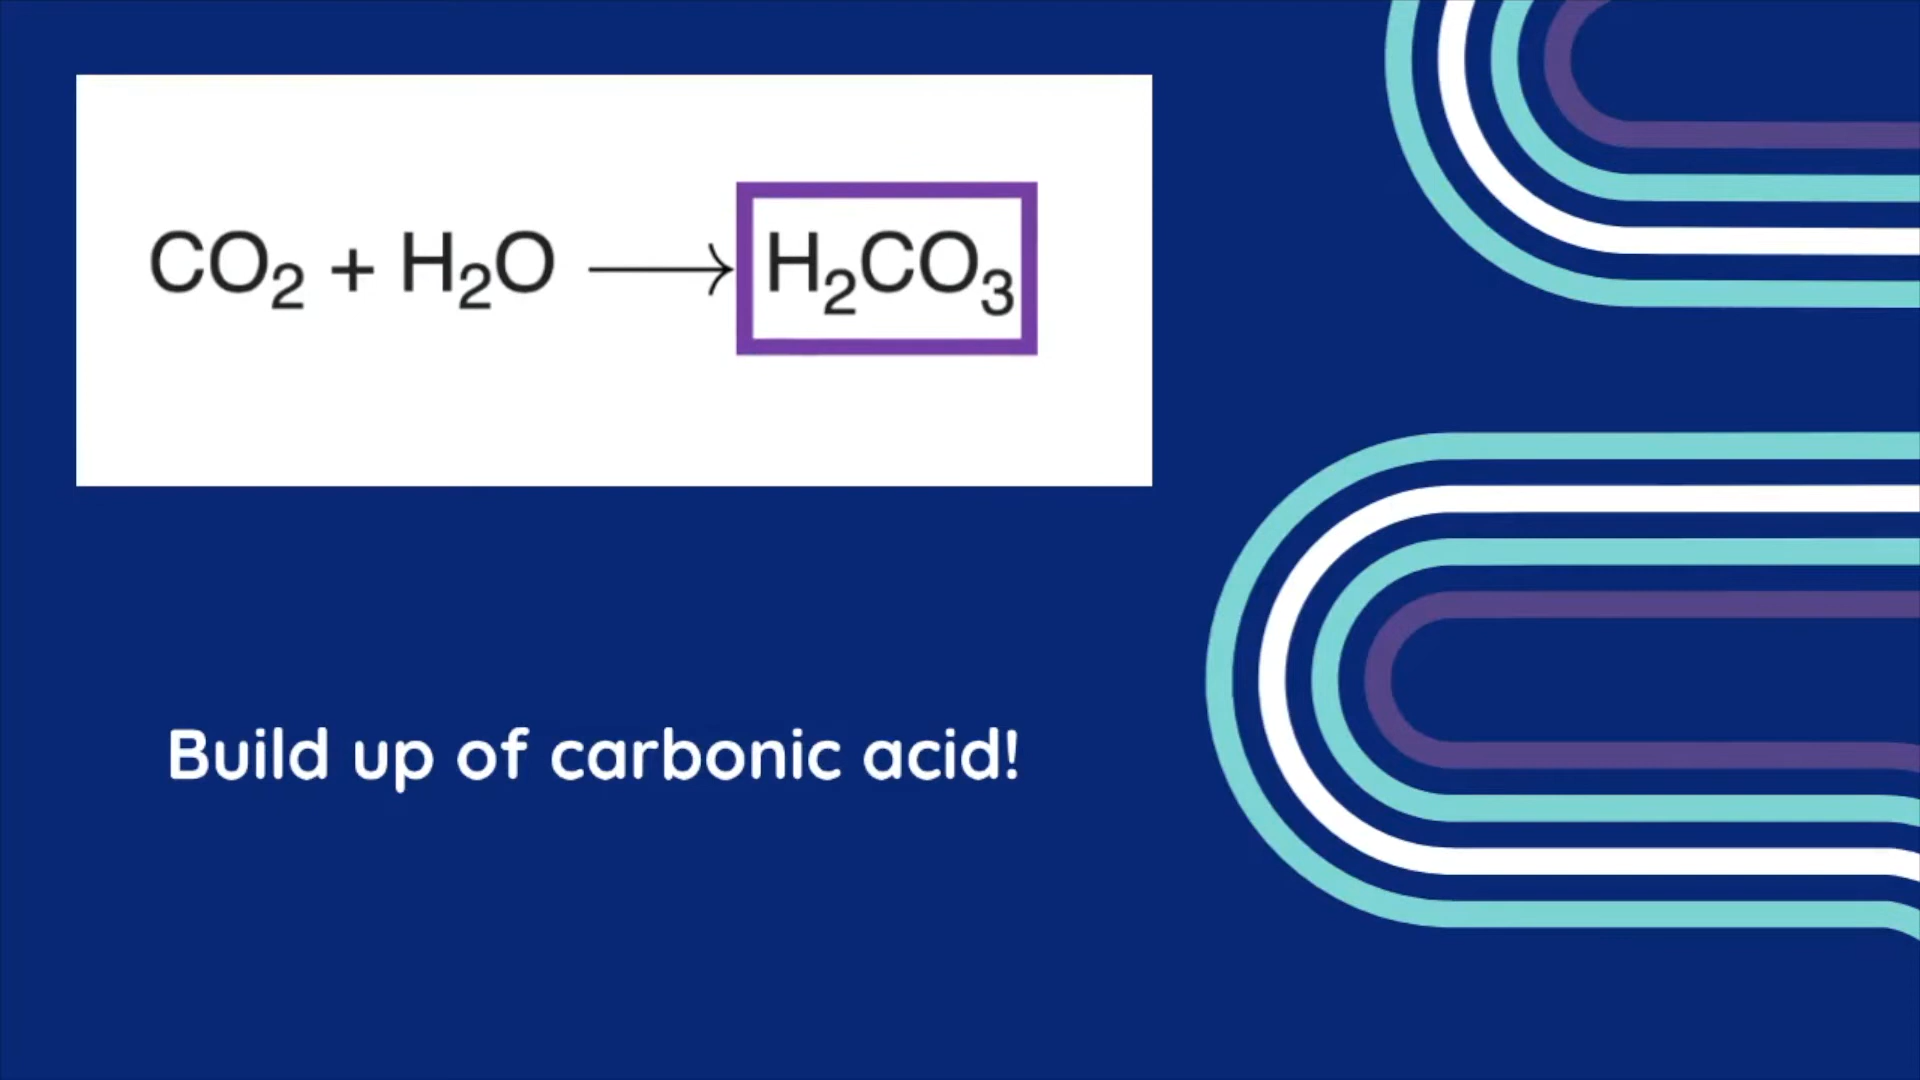 CO₂ + H₂O ⟶ H₂CO₃
Build up of carbonic acid!